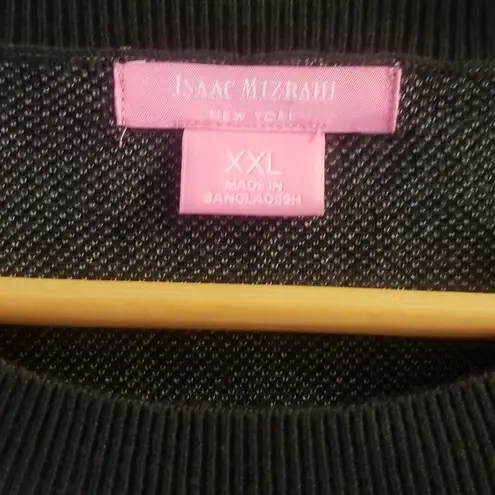 ISAAC MIZRAHI
NEW YORK
XXL
MADE IN
BANGLADESH